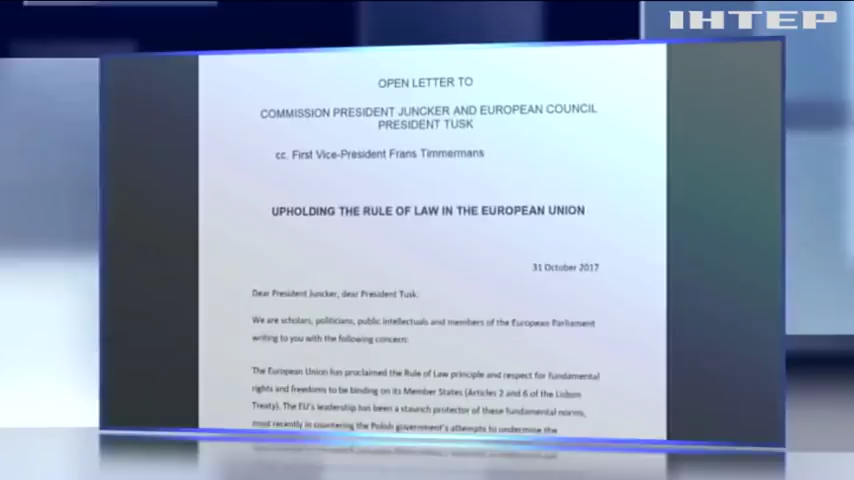 ІНТЕР
OPEN LETTER TO
COMMISSION PRESIDENT JUNCKER AND EUROPEAN COUNCIL
PRESIDENT TUSK
cc. First Vice-President Frans Timmermans
UPHOLDING THE RULE OF LAW IN THE EUROPEAN UNION
31 October 2017
Dear President Juncker, dear President Tusk:
We are scholars, politicians, public intellectuals and members of the European Parliament
writing to you with the following concern:
The European Union has proclaimed the Rule of Law principle and respect for fundamental
rights and freedoms to be binding on its Member States (Articles 2 and 6 of the Lisbon
Treaty). The EU's leadership has been a staunch protector of these fundamental norms,
most recently in countering the Polish government's attempts to undermine the